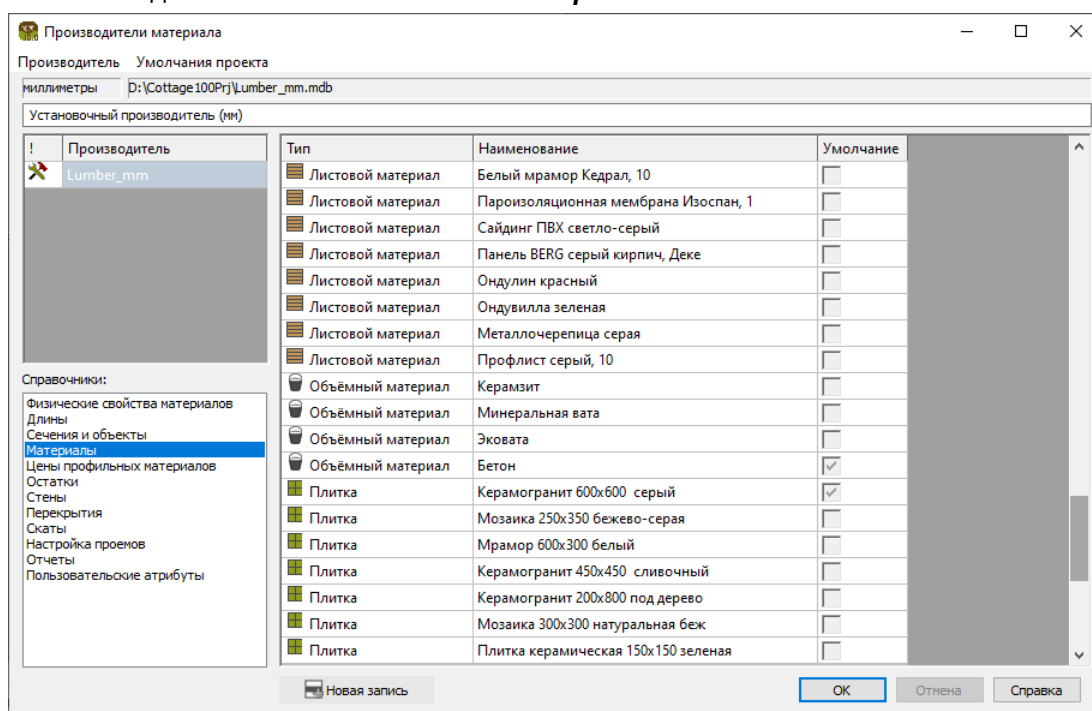 Производители материала
Производитель Умолчания проекта
миллиметры D:\Cottage100Prj\Lumber_mm.mdb
Установочный производитель (мм)
! Производитель
Lumber_mm
Справочники:
Физические свойства материалов
Длины
Сечения и объекты
Материалы
Цены профильных материалов
Остатки
Стены
Перекрытия
Скаты
Настройка проемов
Отчеты
Пользовательские атрибуты
Тип Наименование Умолчание
Листовой материал Белый мрамор Кедрал, 10
Листовой материал Пароизоляционная мембрана Изоспан, 1
Листовой материал Сайдинг ПВХ светло-серый
Листовой материал Панель BERG серый кирпич, Деке
Листовой материал Ондулин красный
Листовой материал Ондувилла зеленая
Листовой материал Металлочерепица серая
Листовой материал Профлист серый, 10
Объёмный материал Керамзит
Объёмный материал Минеральная вата
Объёмный материал Эковата
Объёмный материал Бетон
Плитка Керамогранит 600x600 серый
Плитка Мозаика 250x350 бежево-серая
Плитка Мрамор 600x300 белый
Плитка Керамогранит 450x450 сливочный
Плитка Керамогранит 200x800 под дерево
Плитка Мозаика 300x300 натуральная беж
Плитка Плитка керамическая 150x150 зеленая
Новая запись
ОК Отмена Справка